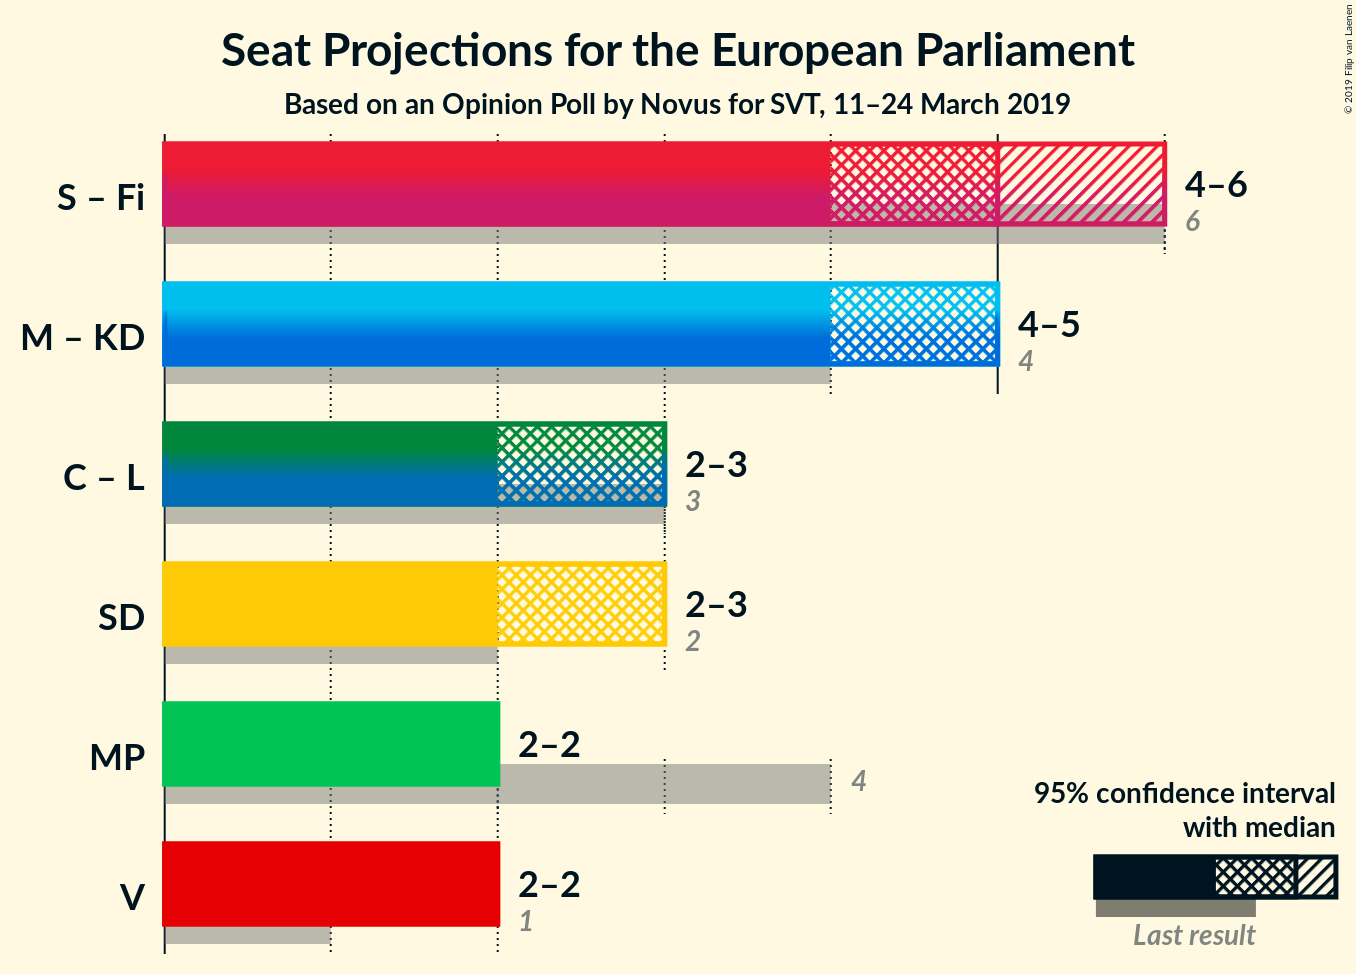 Seat Projections for the European Parliament
Based on an Opinion Poll by Novus for SVT, 11–24 March 2019
© 2019 Filip van Laenen
S – Fi
4–6
6
M – KD
4–5
4
C – L
2–3
3
SD
2–3
2
MP
2–2
4
V
2–2
1
95% confidence interval
with median
Last result